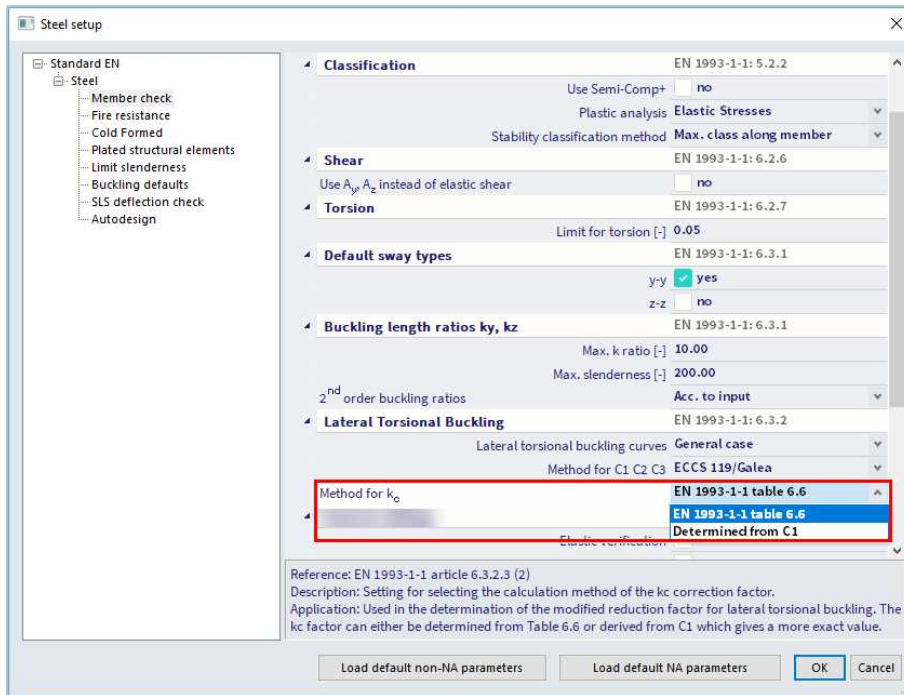 Steel setup
Standard EN
Steel
Member check
Fire resistance
Cold Formed
Plated structural elements
Limit slenderness
Buckling defaults
SLS deflection check
Autodesign
Classification EN 1993-1-1: 5.2.2
Use Semi-Comp+ no
Plastic analysis Elastic Stresses
Stability classification method Max. class along member
Shear EN 1993-1-1: 6.2.6
Use Ay, Az instead of elastic shear no
Torsion EN 1993-1-1: 6.2.7
Limit for torsion [-] 0.05
Default sway types EN 1993-1-1: 6.3.1
y-y yes
z-z no
Buckling length ratios ky, kz EN 1993-1-1: 6.3.1
Max. k ratio [-] 10.00
Max. slenderness [-] 200.00
2nd order buckling ratios Acc. to input
Lateral Torsional Buckling EN 1993-1-1: 6.3.2
Lateral torsional buckling curves General case
Method for C1 C2 C3 ECCS 119/Galea
Method for kc EN 1993-1-1 table 6.6
EN 1993-1-1 table 6.6
Determined from C1
Elastic verification
Reference: EN 1993-1-1 article 6.3.2.3 (2)
Description: Setting for selecting the calculation method of the kc correction factor.
Application: Used in the determination of the modified reduction factor for lateral torsional buckling. The
kc factor can either be determined from Table 6.6 or derived from C1 which gives a more exact value.
Load default non-NA parameters Load default NA parameters OK Cancel